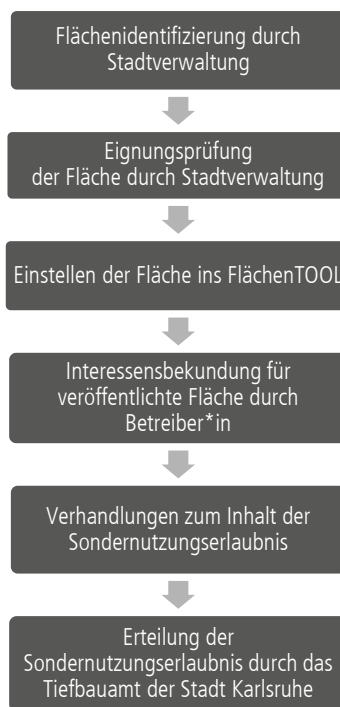 Flächenidentifizierung durch
Stadtverwaltung
Eignungsprüfung
der Fläche durch Stadtverwaltung
Einstellen der Fläche ins FlächenTOOL
Interessensbekundung für
veröffentlichte Fläche durch
Betreiber*in
Verhandlungen zum Inhalt der
Sondernutzungserlaubnis
Erteilung der
Sondernutzungserlaubnis durch das
Tiefbauamt der Stadt Karlsruhe